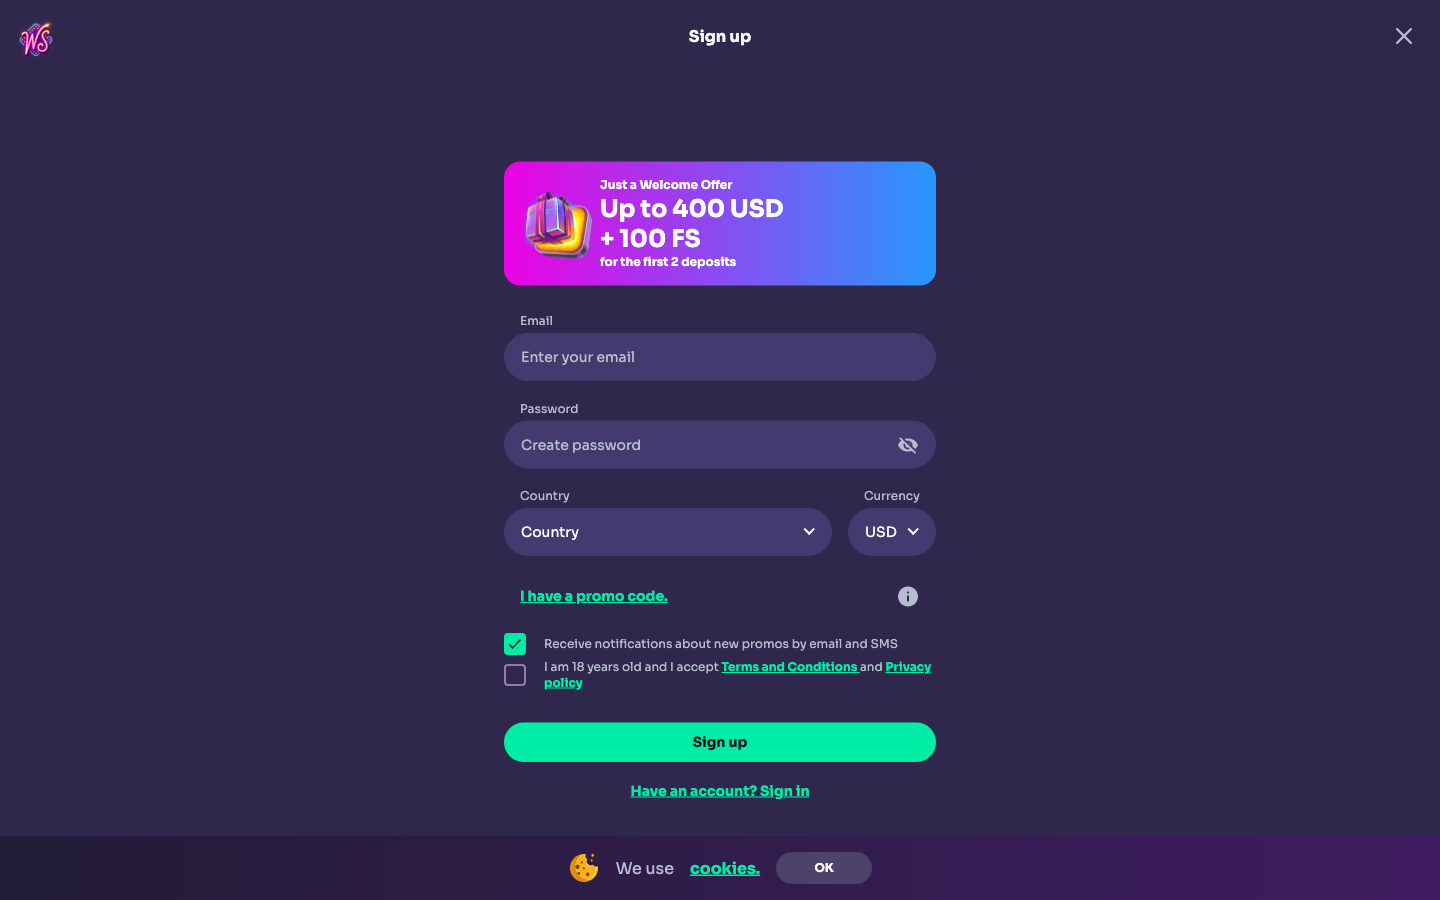 WS
Sign up
Just a Welcome Offer
Up to 400 USD
+ 100 FS
for the first 2 deposits
Email
Enter your email
Password
Create password
Country
Currency
Country
USD
I have a promo code.
Receive notifications about new promos by email and SMS
I am 18 years old and I accept Terms and Conditions and Privacy
policy
Sign up
Have an account? Sign in
We use cookies.
OK